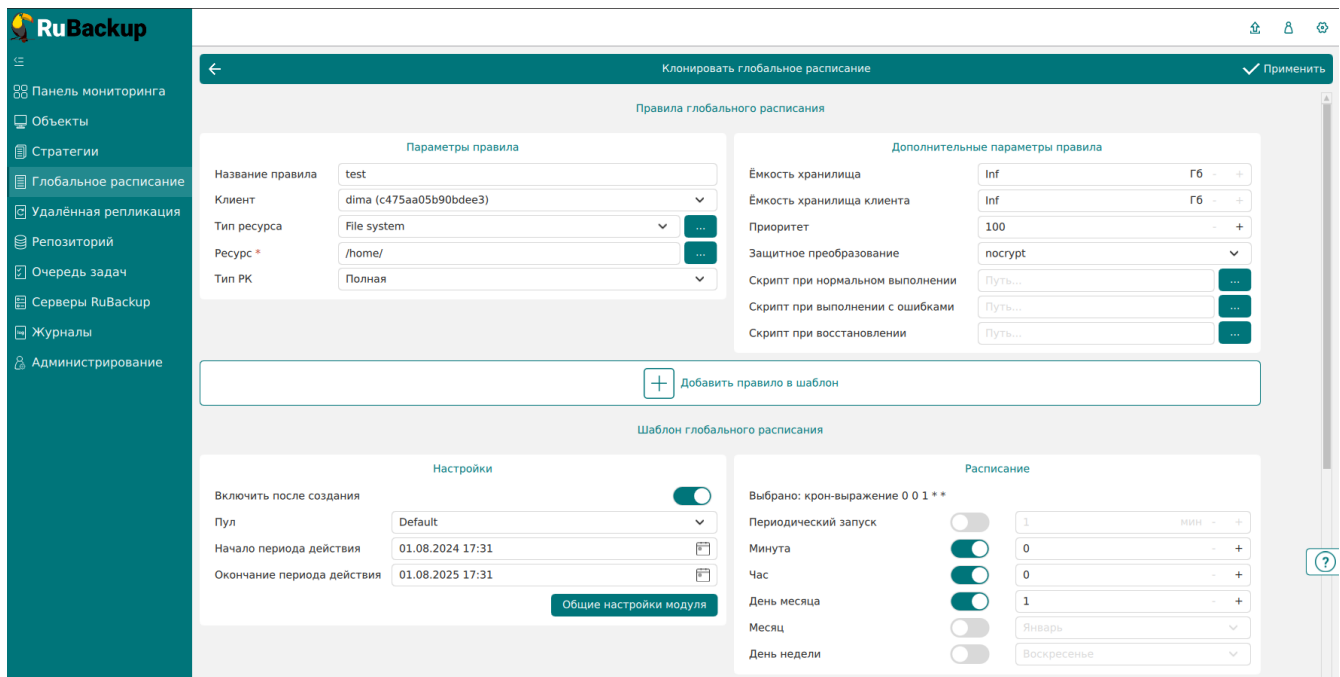 RuBackup
Панель мониторинга
Объекты
Стратегии
Глобальное расписание
Удалённая репликация
Репозиторий
Очередь задач
Серверы RuBackup
Журналы
Администрирование
Клонировать глобальное расписание
Применить
Правила глобального расписания
Параметры правила
Название правила test
Клиент dima (c475aa05b90bdee3)
Тип ресурса File system ...
Ресурс * /home/ ...
Тип РК Полная
Дополнительные параметры правила
Ёмкость хранилища Inf Гб - +
Ёмкость хранилища клиента Inf Гб - +
Приоритет 100 - +
Защитное преобразование nocrypt
Скрипт при нормальном выполнении Путь... ...
Скрипт при выполнении с ошибками Путь... ...
Скрипт при восстановлении Путь... ...
+ Добавить правило в шаблон
Шаблон глобального расписания
Настройки
Включить после создания
Пул Default
Начало периода действия 01.08.2024 17:31
Окончание периода действия 01.08.2025 17:31
Общие настройки модуля
Расписание
Выбрано: крон-выражение 0 0 1 * *
Периодический запуск 1 мин - +
Минута 0 - +
Час 0 - +
День месяца 1 - +
Месяц Январь
День недели Воскресенье
?